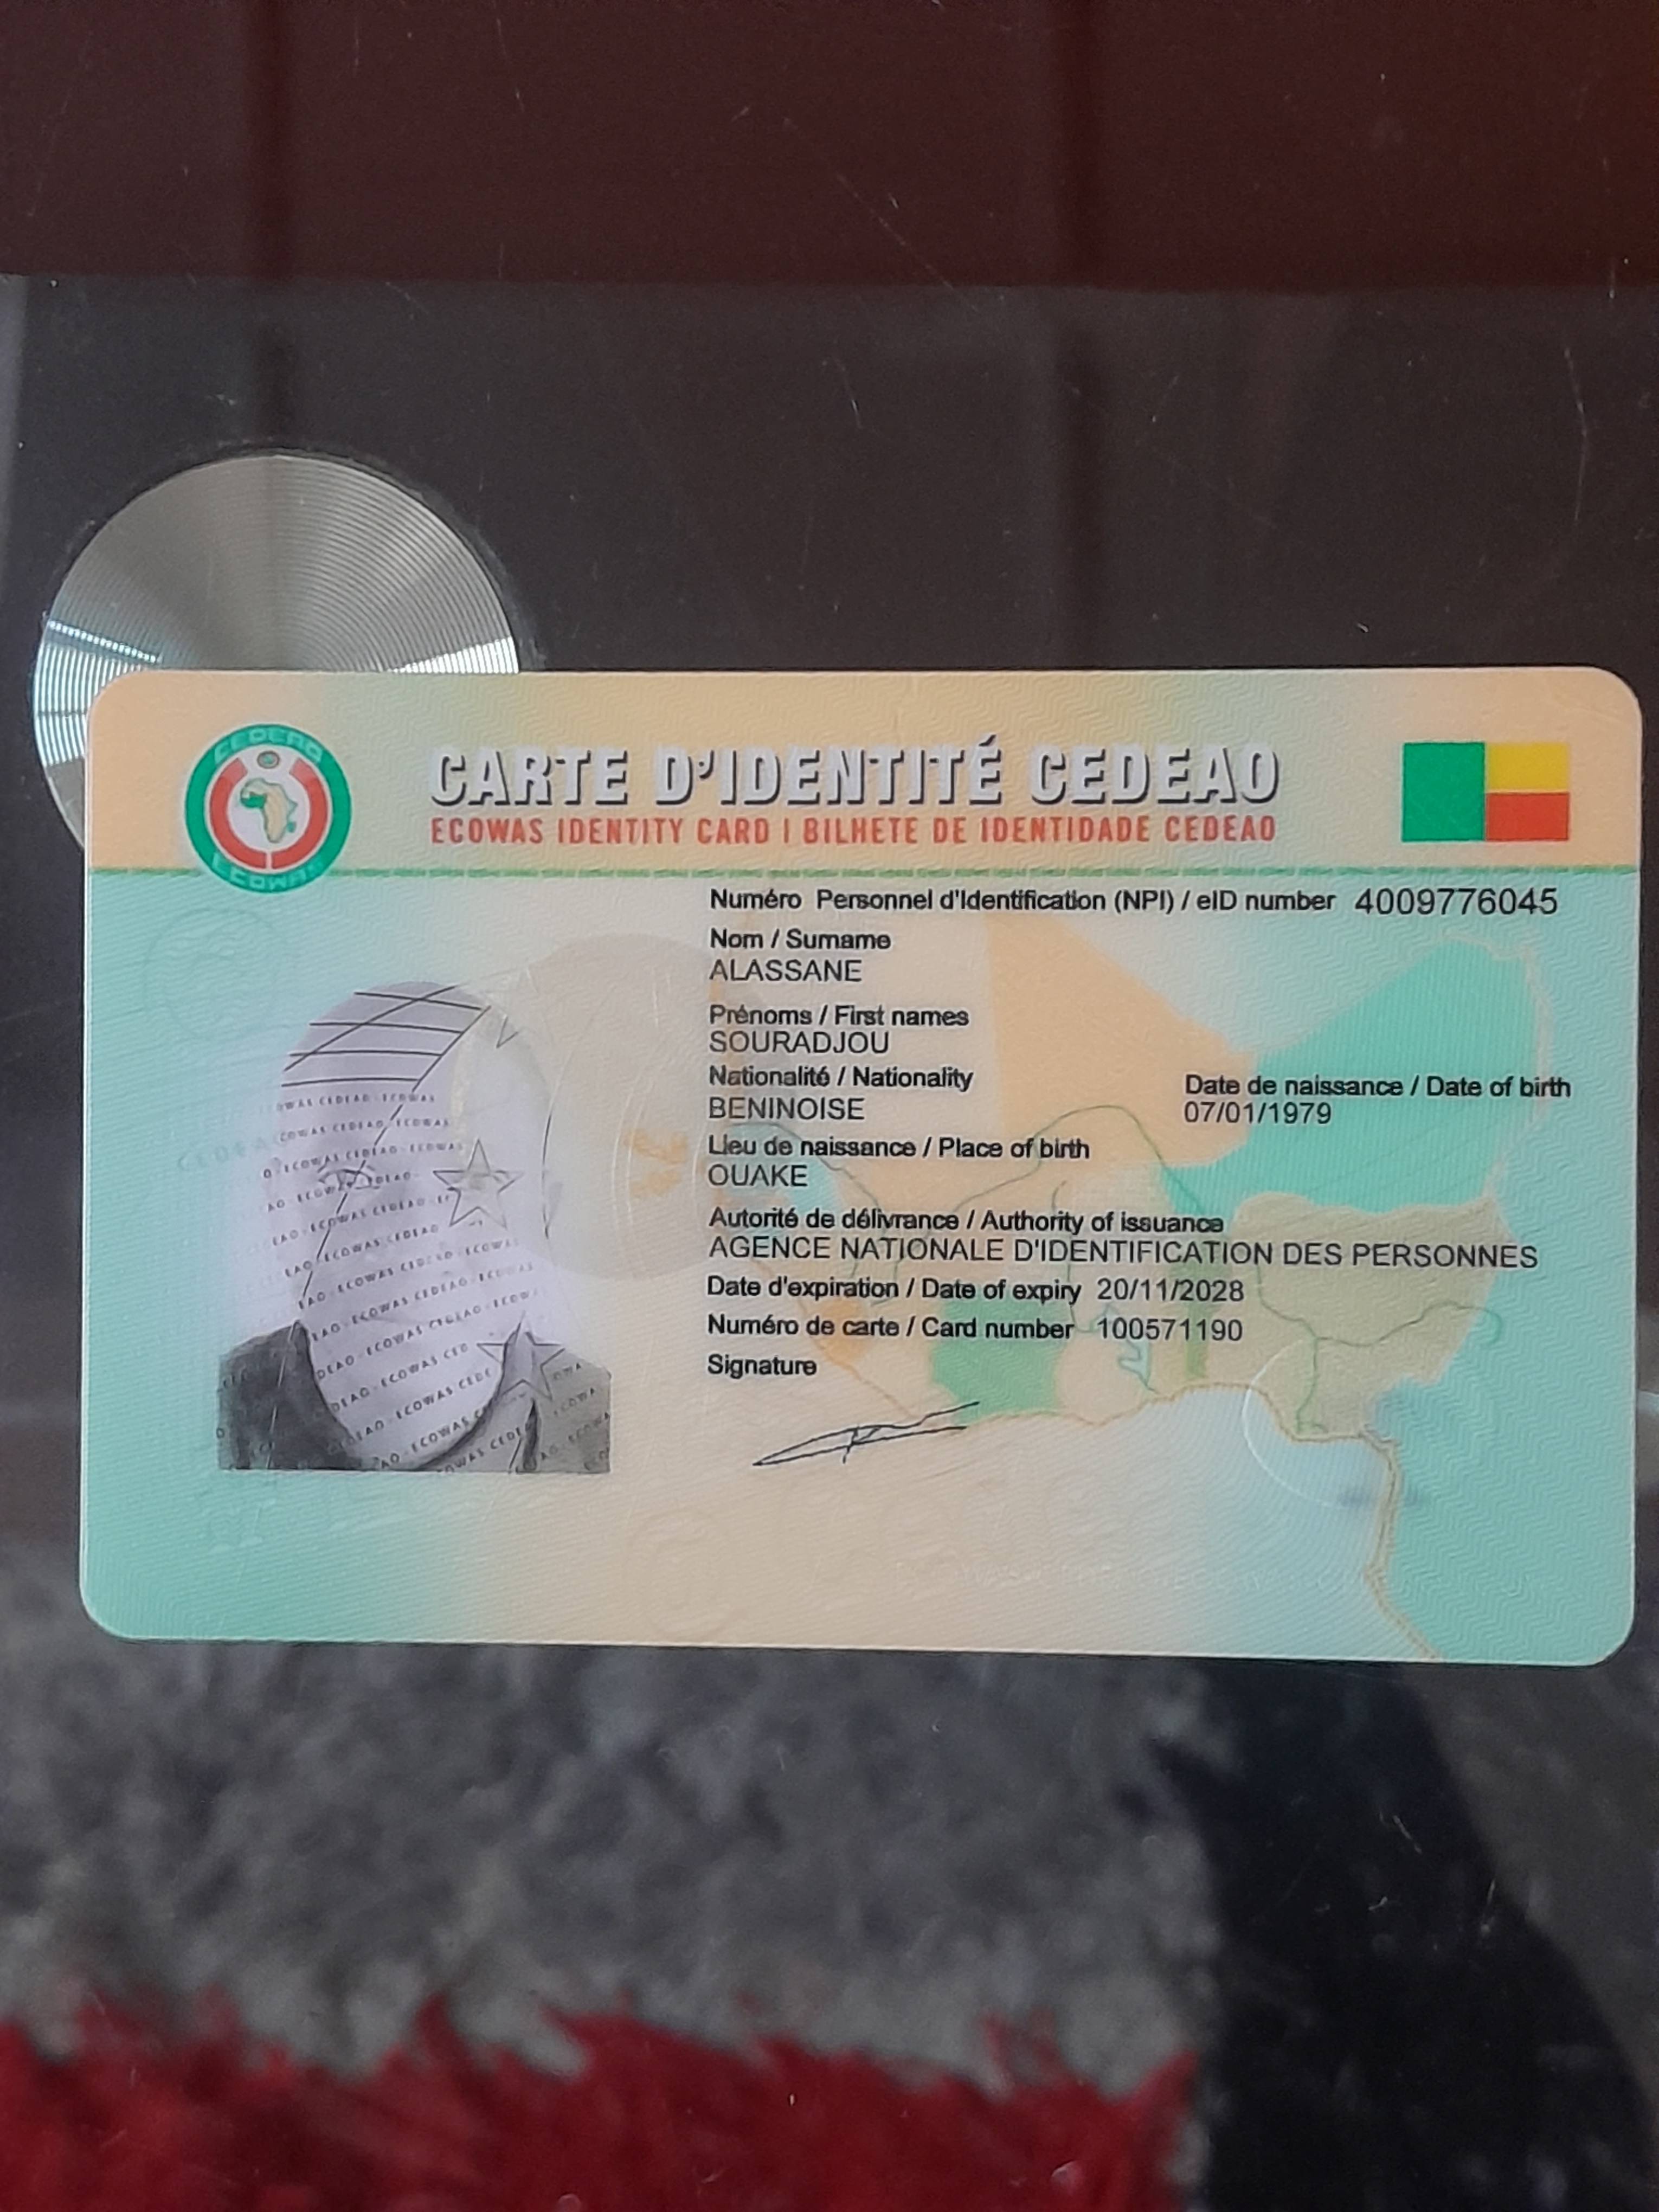 CEDEAO
ECOWAS
CARTE D'IDENTITÉ CEDEAO
ECOWAS IDENTITY CARD | BILHETE DE IDENTIDADE CEDEAO
Numéro Personnel d'Identification (NPI) / eID number 4009776045
Nom / Surname
ALASSANE
Prénoms / First names
SOURADJOU
Nationalité / Nationality
BENINOISE
Date de naissance / Date of birth
07/01/1979
Lieu de naissance / Place of birth
OUAKE
Autorité de délivrance / Authority of issuance
AGENCE NATIONALE D'IDENTIFICATION DES PERSONNES
Date d'expiration / Date of expiry 20/11/2028
Numéro de carte / Card number 100571190
Signature